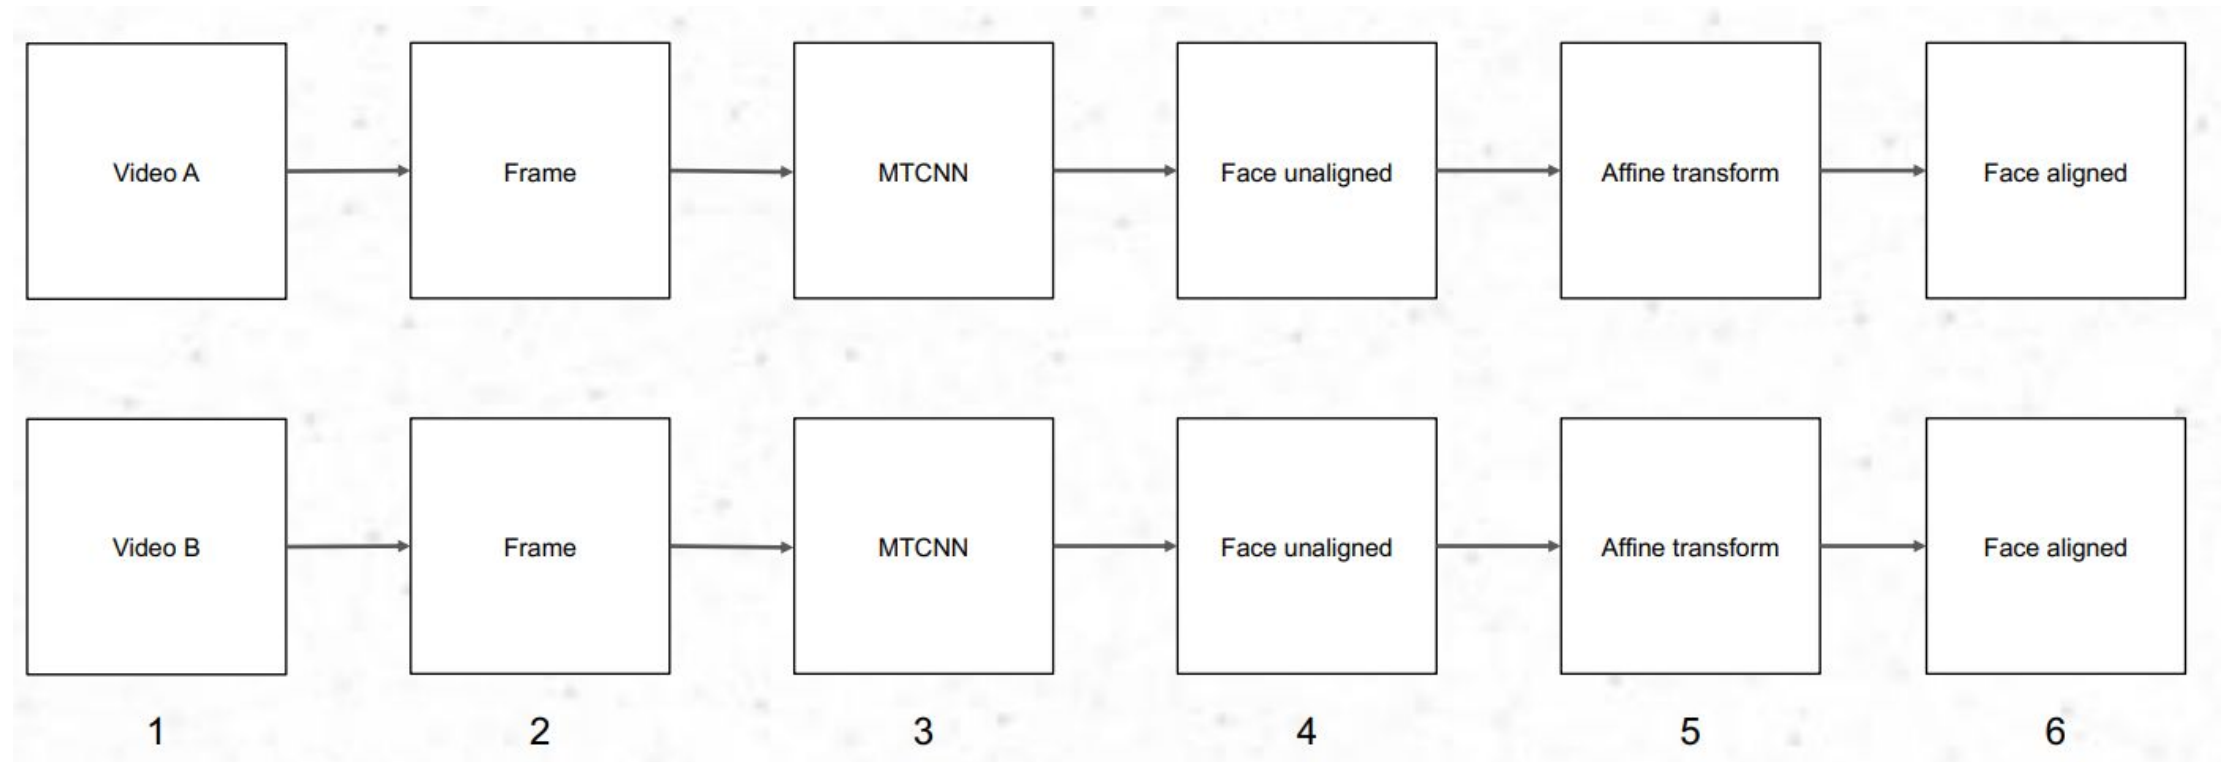 Video A
Frame
MTCNN
Face unaligned
Affine transform
Face aligned
Video B
Frame
MTCNN
Face unaligned
Affine transform
Face aligned
1
2
3
4
5
6